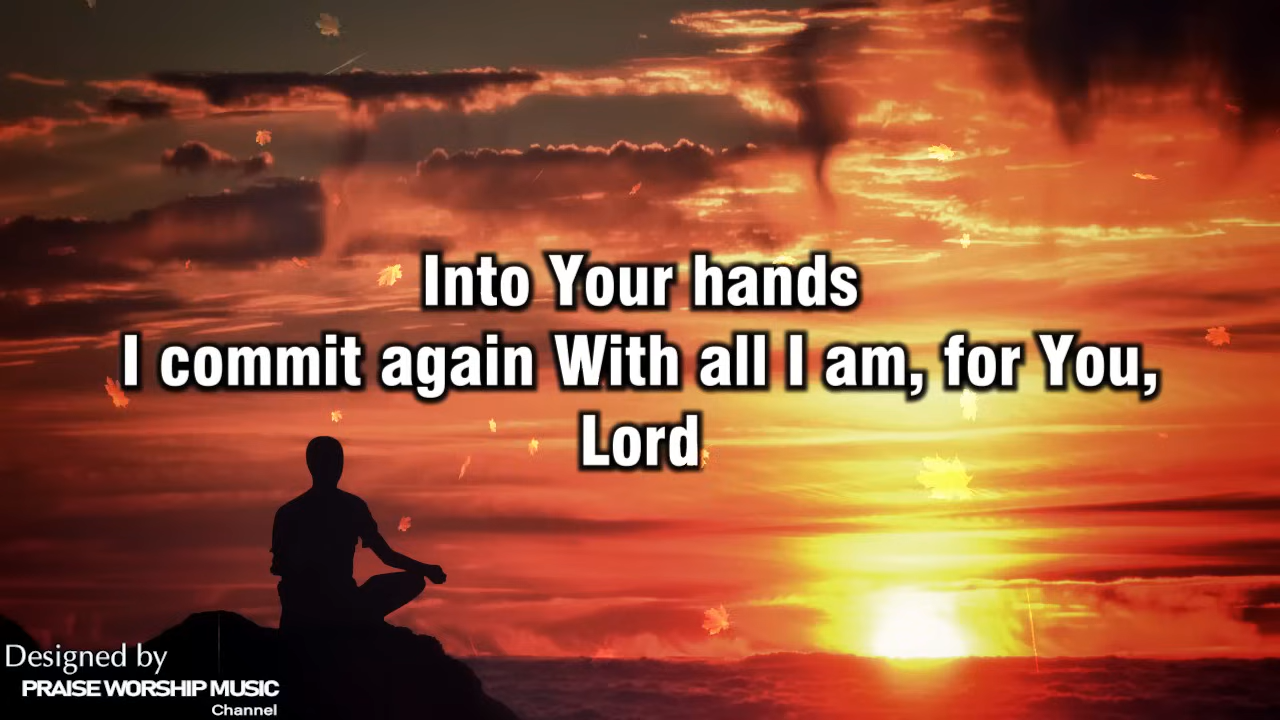 Into Your hands
I commit again With all I am, for You,
Lord
Designed by
PRAISE WORSHIP MUSIC
Channel